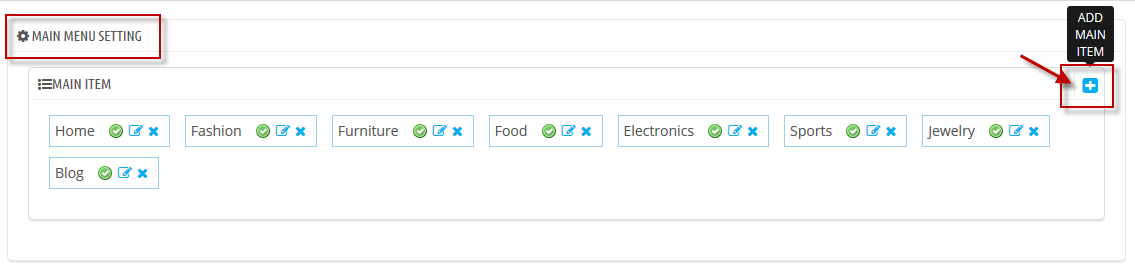 ADD
MAIN
ITEM
MAIN MENU SETTING
MAIN ITEM
Home Fashion Furniture Food Electronics Sports Jewelry
Blog